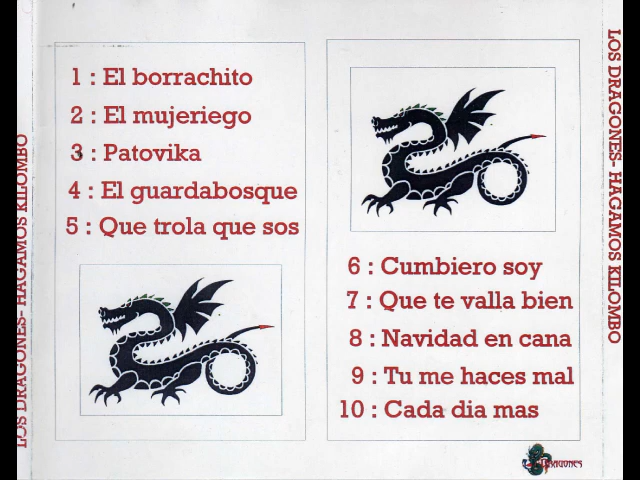 1 : El borrachito
2 : El mujeriego
3 : Patovika
4 : El guardabosque
5 : Que trola que sos
6 : Cumbiero soy
7 : Que te valla bien
8 : Navidad en cana
9 : Tu me haces mal
10 : Cada dia mas
LOS DRAGONES- HAGAMOS KILOMBO
LOS DRAGONES- HAGAMOS KILOMBO
DRAGONES